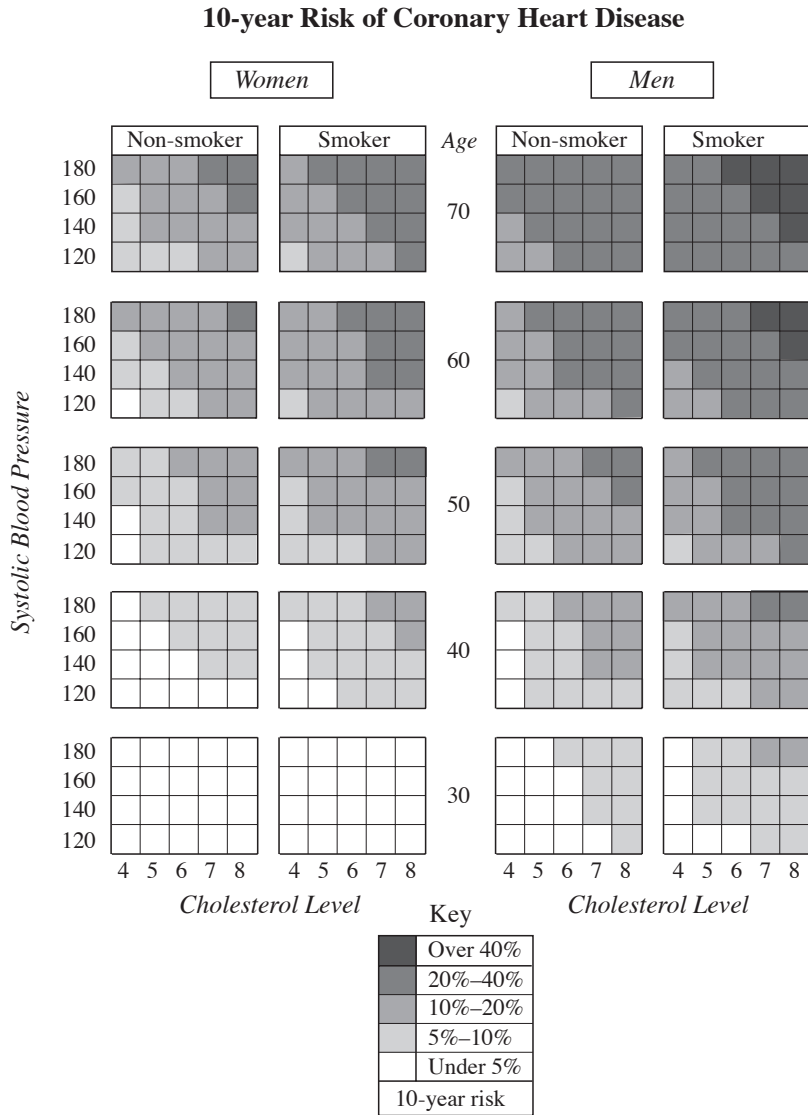 10-year Risk of Coronary Heart Disease
Women
Men
Non-smoker
Smoker
Age
Non-smoker
Smoker
Systolic Blood Pressure
180
160
140
120
70
180
160
140
120
60
180
160
140
120
50
180
160
140
120
40
180
160
140
120
30
4 5 6 7 8
4 5 6 7 8
4 5 6 7 8
4 5 6 7 8
Cholesterol Level
Cholesterol Level
Key
Over 40%
20%–40%
10%–20%
5%–10%
Under 5%
10-year risk